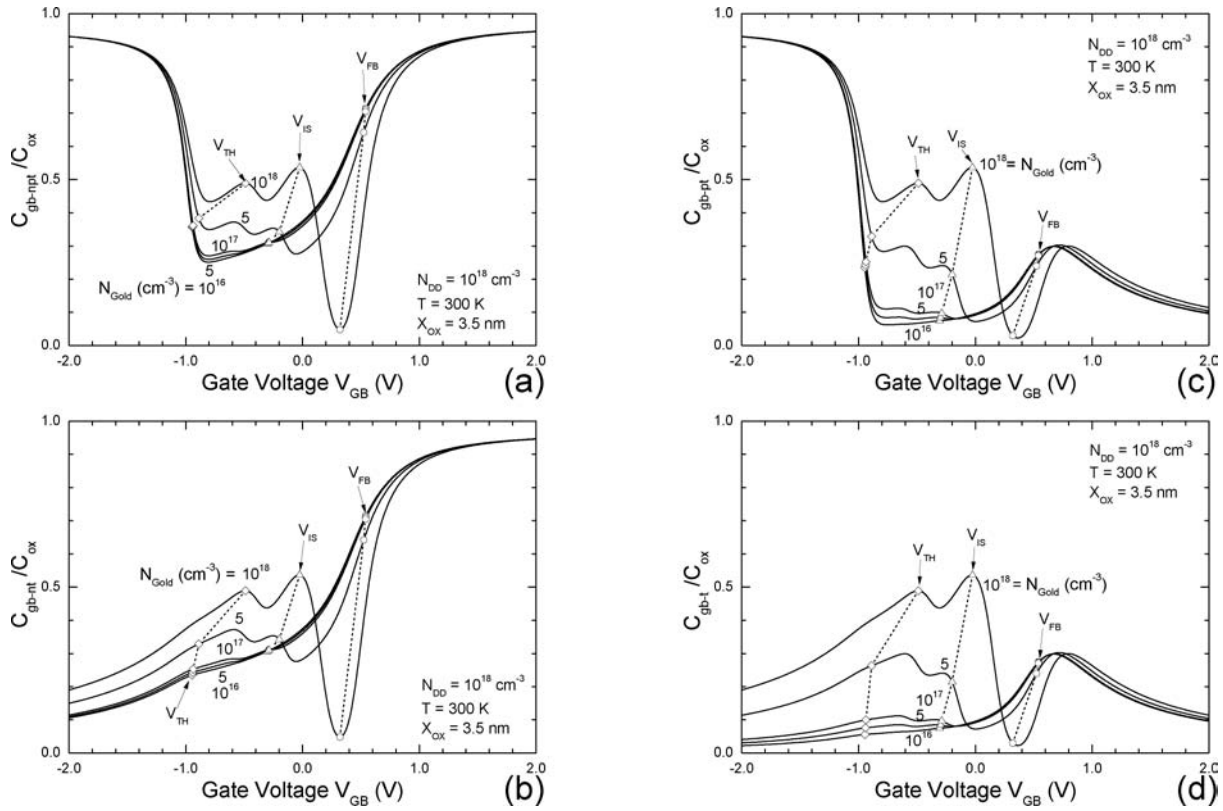 1.0
0.5
0.0
C_gb-npt /C_ox
V_TH
V_IS
V_FB
10^18
5
10^17
5
N_Gold (cm^-3) = 10^16
N_DD = 10^18 cm^-3
T = 300 K
X_OX = 3.5 nm
-2.0 -1.0 0.0 1.0 2.0
Gate Voltage V_GB (V)
(a)
1.0
0.5
0.0
C_gb-pt /C_ox
N_DD = 10^18 cm^-3
T = 300 K
X_OX = 3.5 nm
V_TH
V_IS
10^18 = N_Gold (cm^-3)
V_FB
5
10^17
5
10^16
-2.0 -1.0 0.0 1.0 2.0
Gate Voltage V_GB (V)
(c)
1.0
0.5
0.0
C_gb-nt /C_ox
V_FB
V_IS
N_Gold (cm^-3) = 10^18
5
10^17
5
10^16
V_TH
N_DD = 10^18 cm^-3
T = 300 K
X_OX = 3.5 nm
-2.0 -1.0 0.0 1.0 2.0
Gate Voltage V_GB (V)
(b)
1.0
0.5
0.0
C_gb-t /C_ox
N_DD = 10^18 cm^-3
T = 300 K
X_OX = 3.5 nm
V_TH
V_IS
10^18 = N_Gold (cm^-3)
V_FB
5
10^17
5
10^16
-2.0 -1.0 0.0 1.0 2.0
Gate Voltage V_GB (V)
(d)